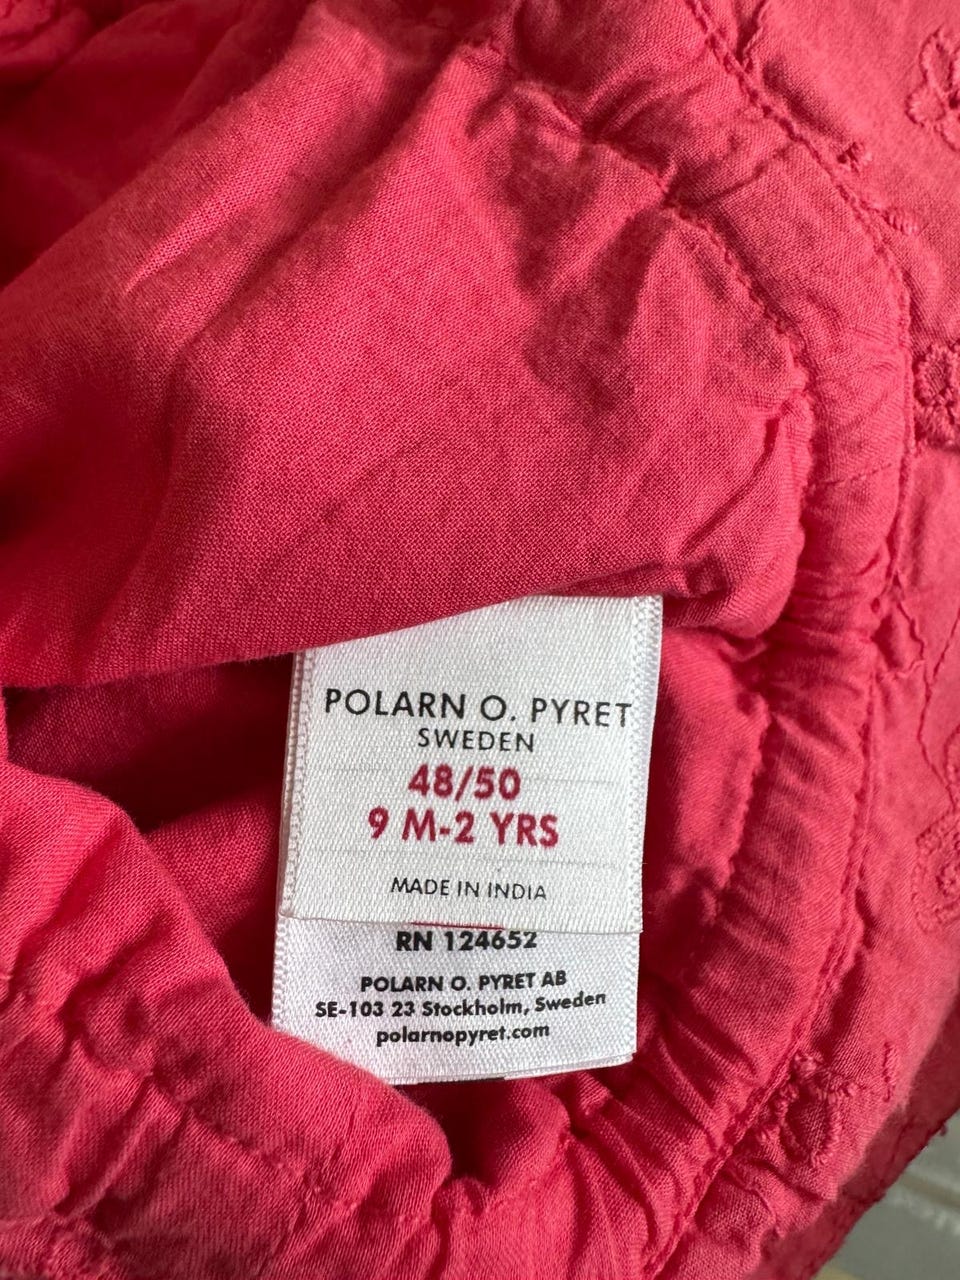 POLARN O. PYRET
SWEDEN
48/50
9 M-2 YRS
MADE IN INDIA
RN 124652
POLARN O. PYRET AB
SE-103 23 Stockholm, Sweden
polarnopyret.com